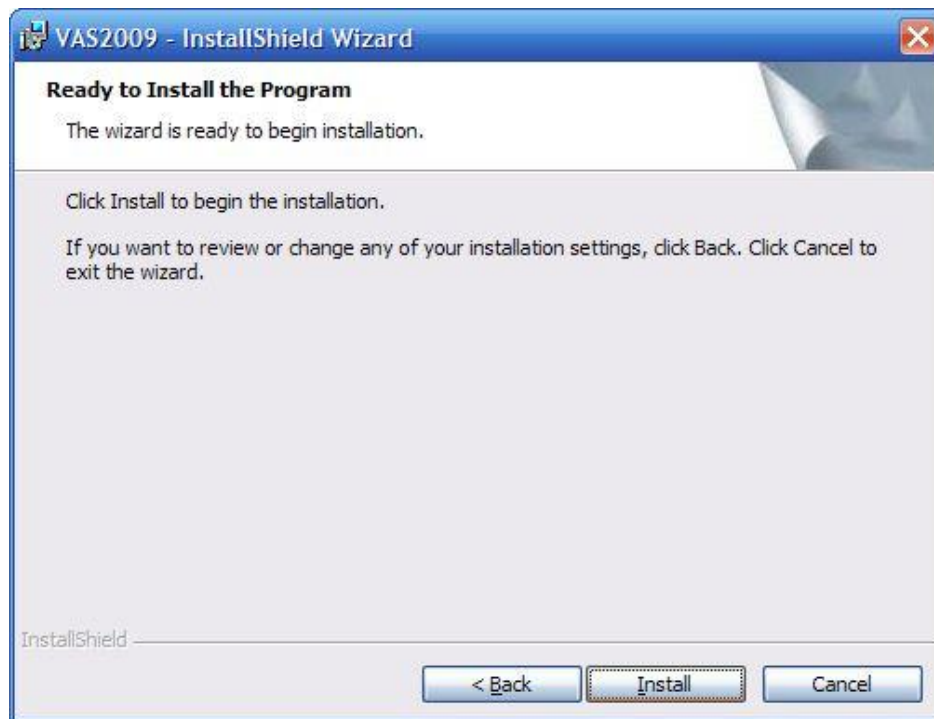 VAS2009 - InstallShield Wizard
Ready to Install the Program
The wizard is ready to begin installation.
Click Install to begin the installation.
If you want to review or change any of your installation settings, click Back. Click Cancel to
exit the wizard.
InstallShield
< Back Install Cancel